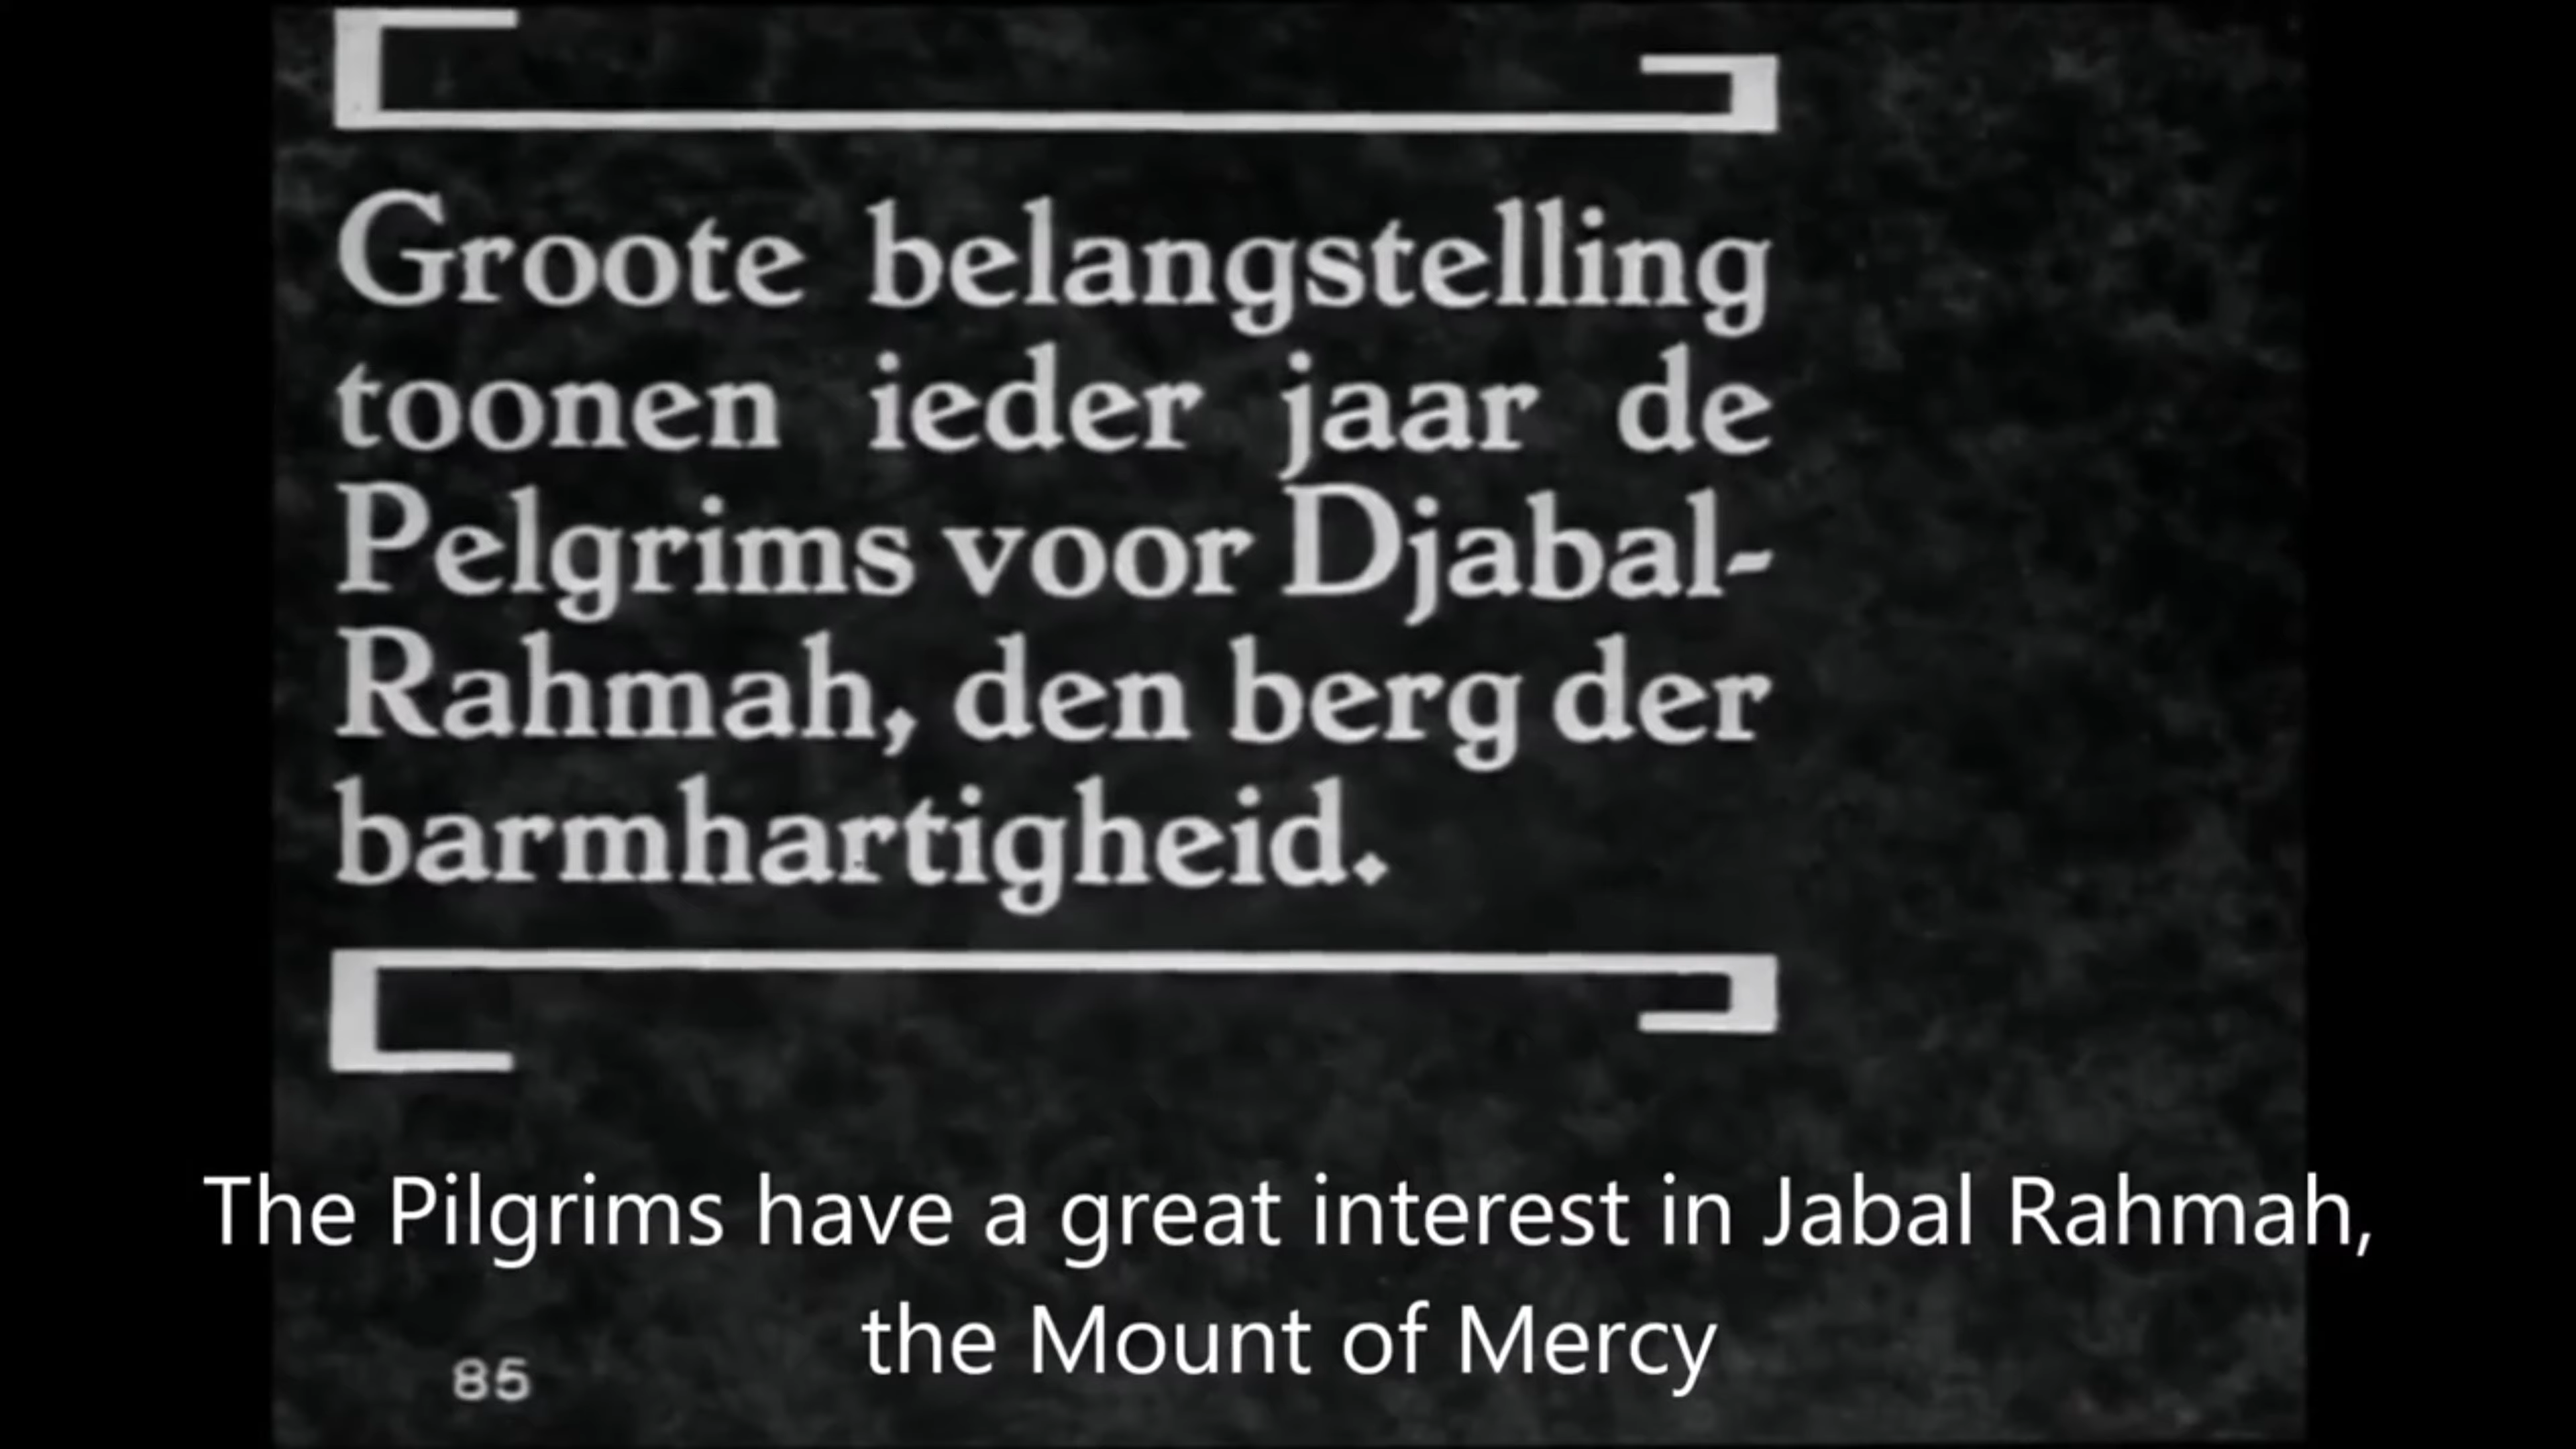 Groote belangstelling
toonen ieder jaar de
Pelgrims voor Djabal-
Rahmah, den berg der
barmhartigheid.
The Pilgrims have a great interest in Jabal Rahmah,
the Mount of Mercy
85